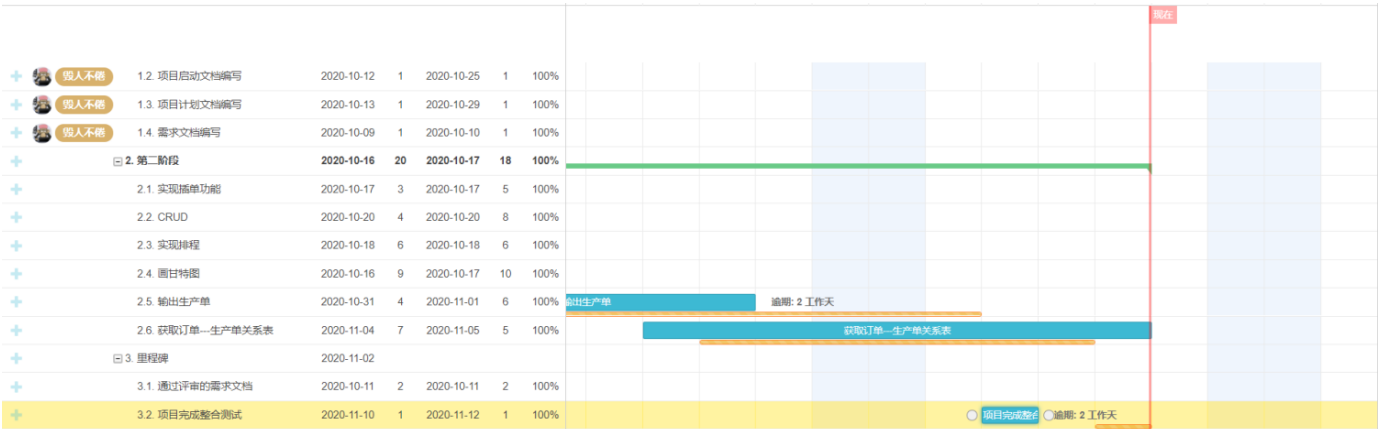 现在
毁人不倦 1.2. 项目启动文档编写 2020-10-12 1 2020-10-25 1 100%
毁人不倦 1.3. 项目计划文档编写 2020-10-13 1 2020-10-29 1 100%
毁人不倦 1.4. 需求文档编写 2020-10-09 1 2020-10-10 1 100%
2. 第二阶段 2020-10-16 20 2020-10-17 18 100%
2.1. 实现插单功能 2020-10-17 3 2020-10-20 5 100%
2.2. CRUD 2020-10-20 4 2020-10-20 8 100%
2.3. 实现排程 2020-10-18 6 2020-10-18 6 100%
2.4. 画甘特图 2020-10-16 9 2020-10-17 10 100%
2.5. 输出生产单 2020-10-31 4 2020-11-01 6 100% 输出生产单 逾期: 2 工作天
2.6. 获取订单---生产单关系表 2020-11-04 7 2020-11-05 5 100% 获取订单---生产单关系表
3. 里程碑 2020-11-02
3.1. 通过评审的需求文档 2020-10-11 2 2020-10-11 2 100%
3.2. 项目完成整合测试 2020-11-10 1 2020-11-12 1 100% 项目完成整合 逾期: 2 工作天